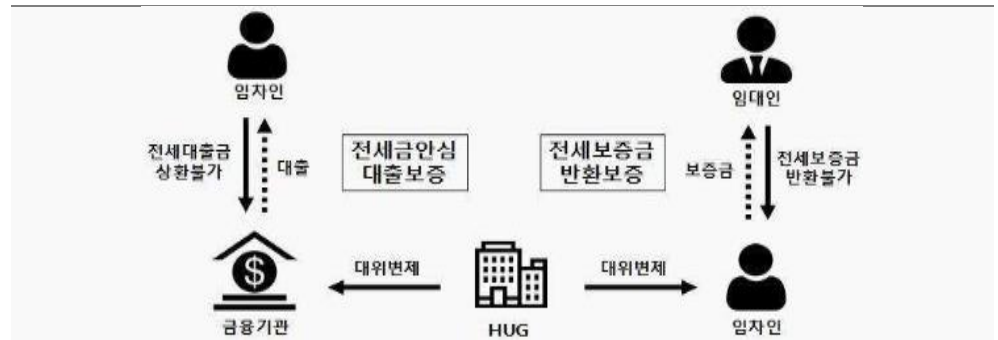 임차인
임대인
전세대출금
상환불가
대출
전세금안심
대출보증
전세보증금
반환보증
보증금
전세보증금
반환불가
대위변제
대위변제
금융기관
HUG
임차인